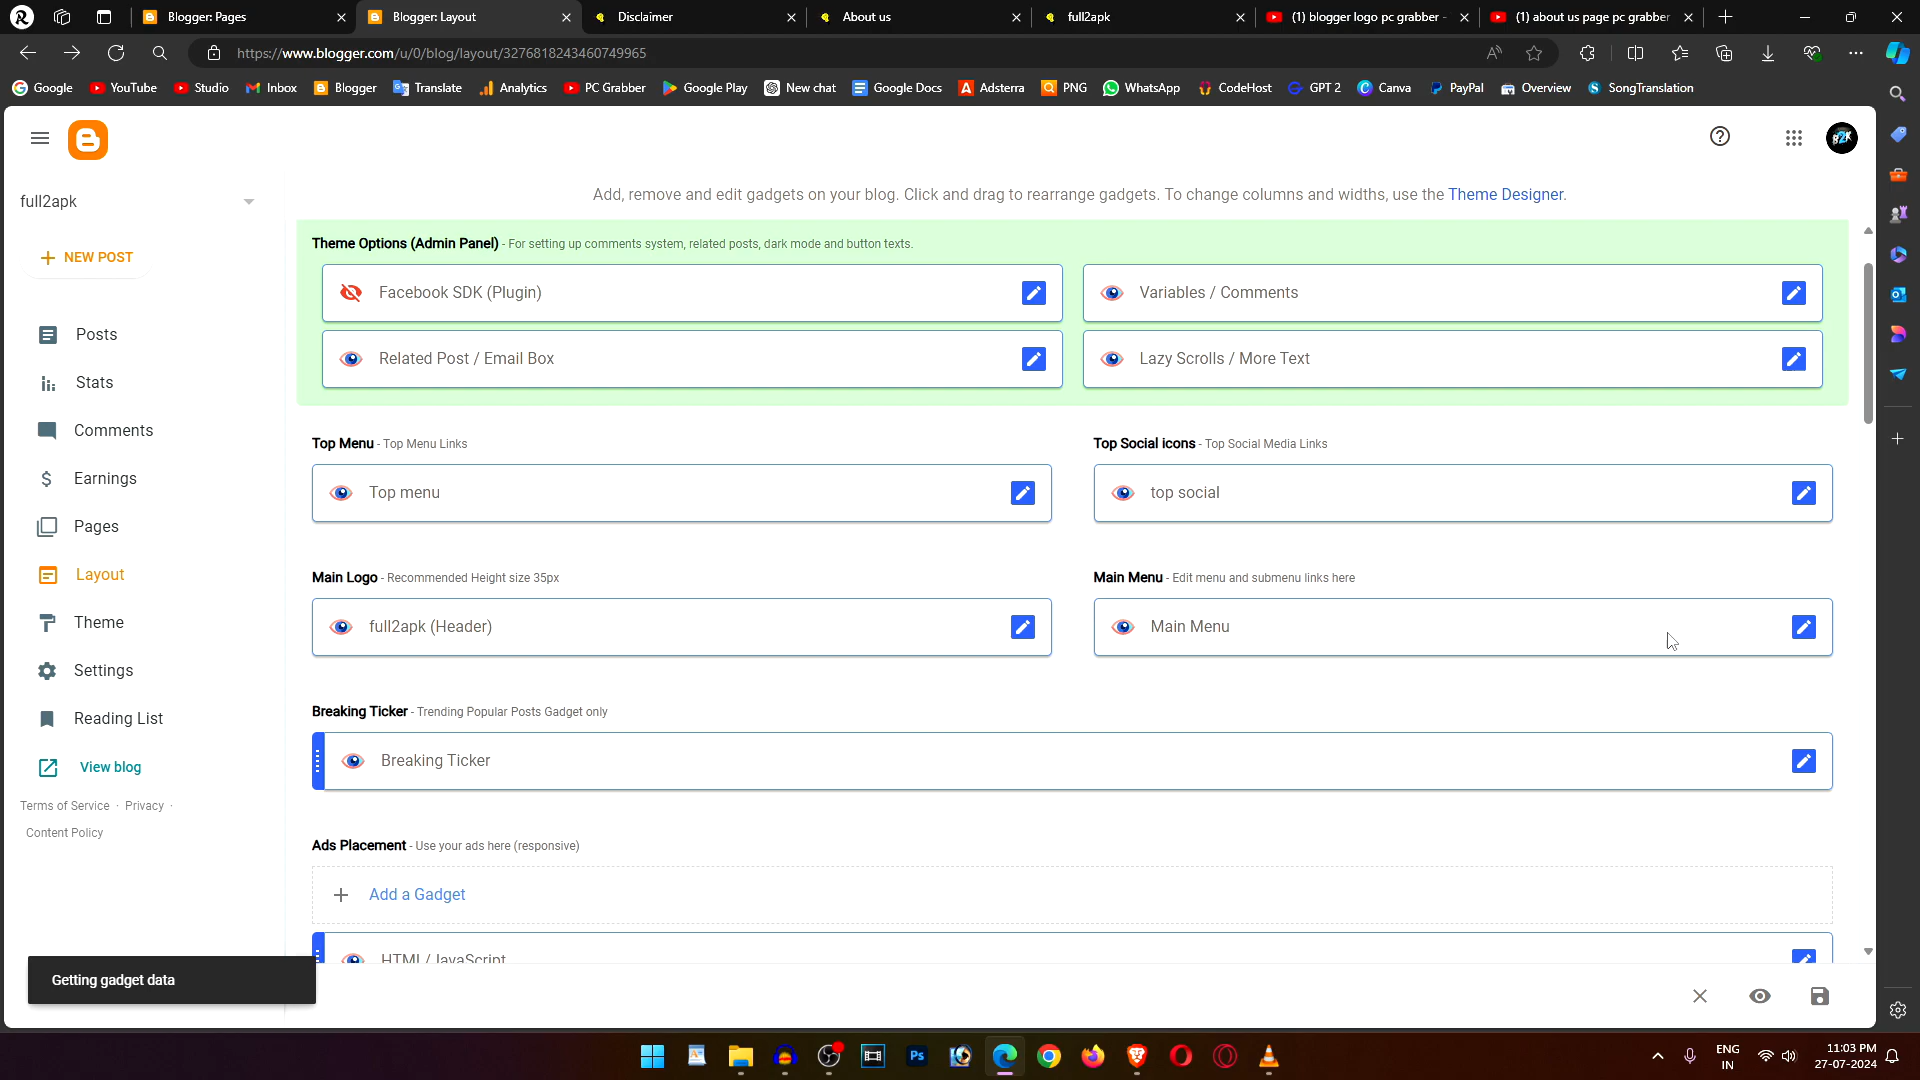 Blogger: Pages
Blogger: Layout
Disclaimer
About us
full2apk
(1) blogger logo pc grabber -
(1) about us page pc grabber
https://www.blogger.com/u/0/blog/layout/3276818243460749965
Google
YouTube
Studio
Inbox
Blogger
Translate
Analytics
PC Grabber
Google Play
New chat
Google Docs
Adsterra
PNG
WhatsApp
CodeHost
GPT 2
Canva
PayPal
Overview
SongTranslation
full2apk
Add, remove and edit gadgets on your blog. Click and drag to rearrange gadgets. To change columns and widths, use the Theme Designer.
NEW POST
Posts
Stats
Comments
Earnings
Pages
Layout
Theme
Settings
Reading List
View blog
Terms of Service · Privacy ·
Content Policy
Theme Options (Admin Panel) - For setting up comments system, related posts, dark mode and button texts.
Facebook SDK (Plugin)
Variables / Comments
Related Post / Email Box
Lazy Scrolls / More Text
Top Menu - Top Menu Links
Top Social icons - Top Social Media Links
Top menu
top social
Main Logo - Recommended Height size 35px
Main Menu - Edit menu and submenu links here
full2apk (Header)
Main Menu
Breaking Ticker - Trending Popular Posts Gadget only
Breaking Ticker
Ads Placement - Use your ads here (responsive)
Add a Gadget
HTML / JavaScript
Getting gadget data
Ps
ENG
IN
11:03 PM
27-07-2024